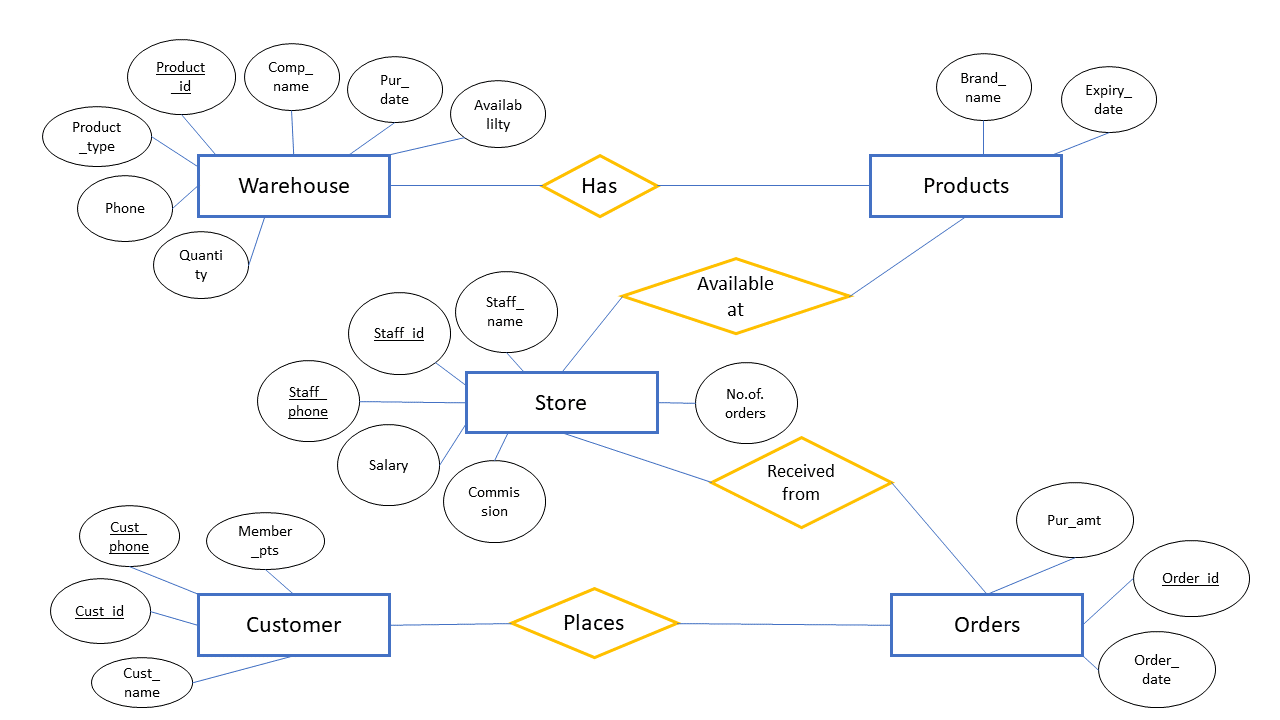 Product
_id
Comp_
name
Pur_
date
Availab
lilty
Product
_type
Phone
Quanti
ty
Warehouse
Has
Brand_
name
Expiry_
date
Products
Available
at
Staff_
name
Staff_id
Staff_
phone
Salary
Commis
sion
Store
No.of.
orders
Received
from
Cust_
phone
Member
_pts
Cust_id
Cust_
name
Customer
Places
Pur_amt
Order_id
Order_
date
Orders